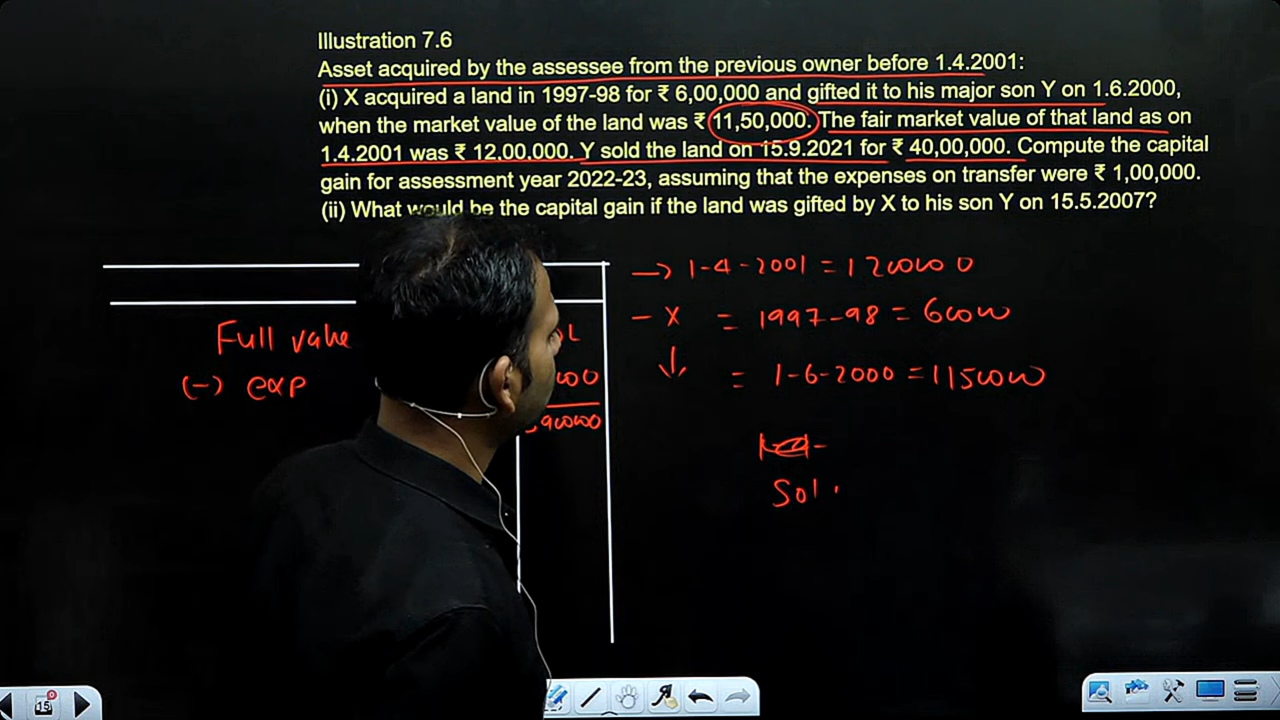 Illustration 7.6
Asset acquired by the assessee from the previous owner before 1.4.2001:
(i) X acquired a land in 1997-98 for ₹ 6,00,000 and gifted it to his major son Y on 1.6.2000,
when the market value of the land was ₹ 11,50,000. The fair market value of that land as on
1.4.2001 was ₹ 12,00,000. Y sold the land on 15.9.2021 for ₹ 40,00,000. Compute the capital
gain for assessment year 2022-23, assuming that the expenses on transfer were ₹ 1,00,000.
(ii) What would be the capital gain if the land was gifted by X to his son Y on 15.5.2007?
→ 1-4-2001 = 1200000
- X = 1997-98 = 600000
↓ = 1-6-2000 = 1150000
Sol.
Full value
(-) exp
15
0